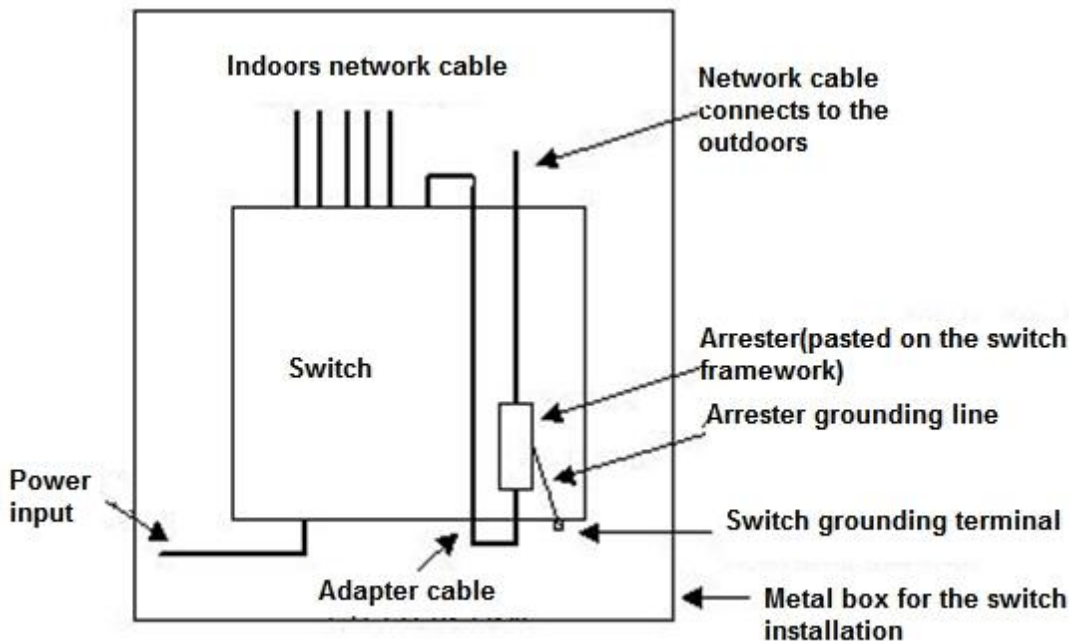 Indoors network cable
Network cable
connects to the
outdoors
Switch
Arrester(pasted on the switch
framework)
Arrester grounding line
Power
input
Switch grounding terminal
Adapter cable
Metal box for the switch
installation